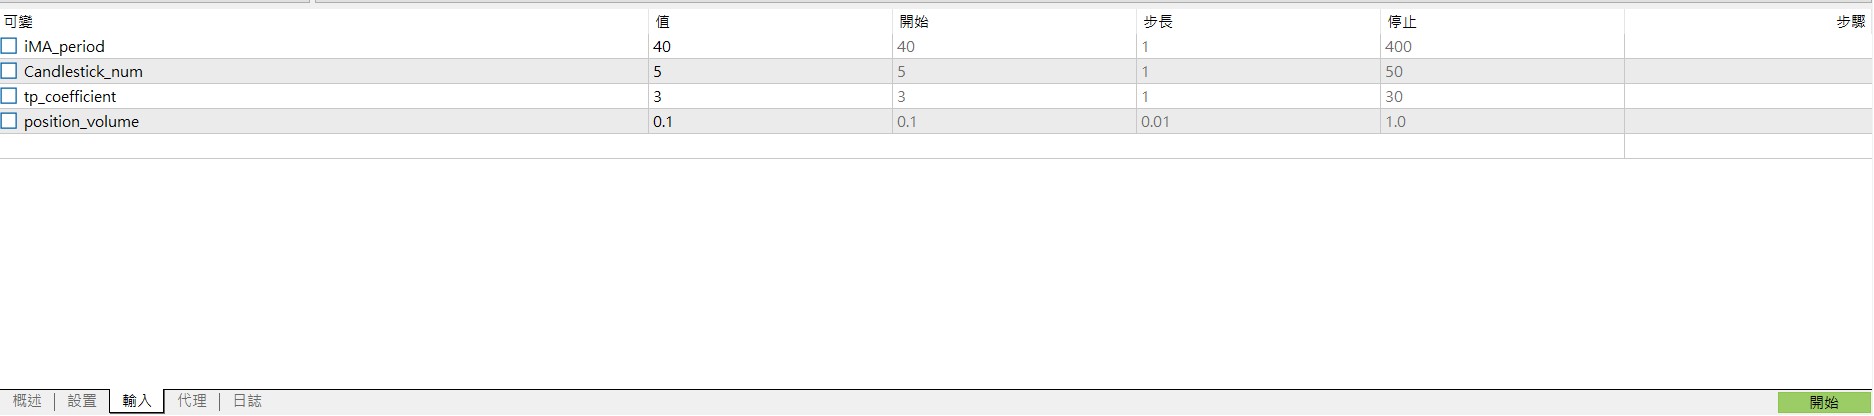 可變 值 開始 步長 停止 步驟
iMA_period 40 40 1 400
Candlestick_num 5 5 1 50
tp_coefficient 3 3 1 30
position_volume 0.1 0.1 0.01 1.0
概述 設置 輸入 代理 日誌 開始